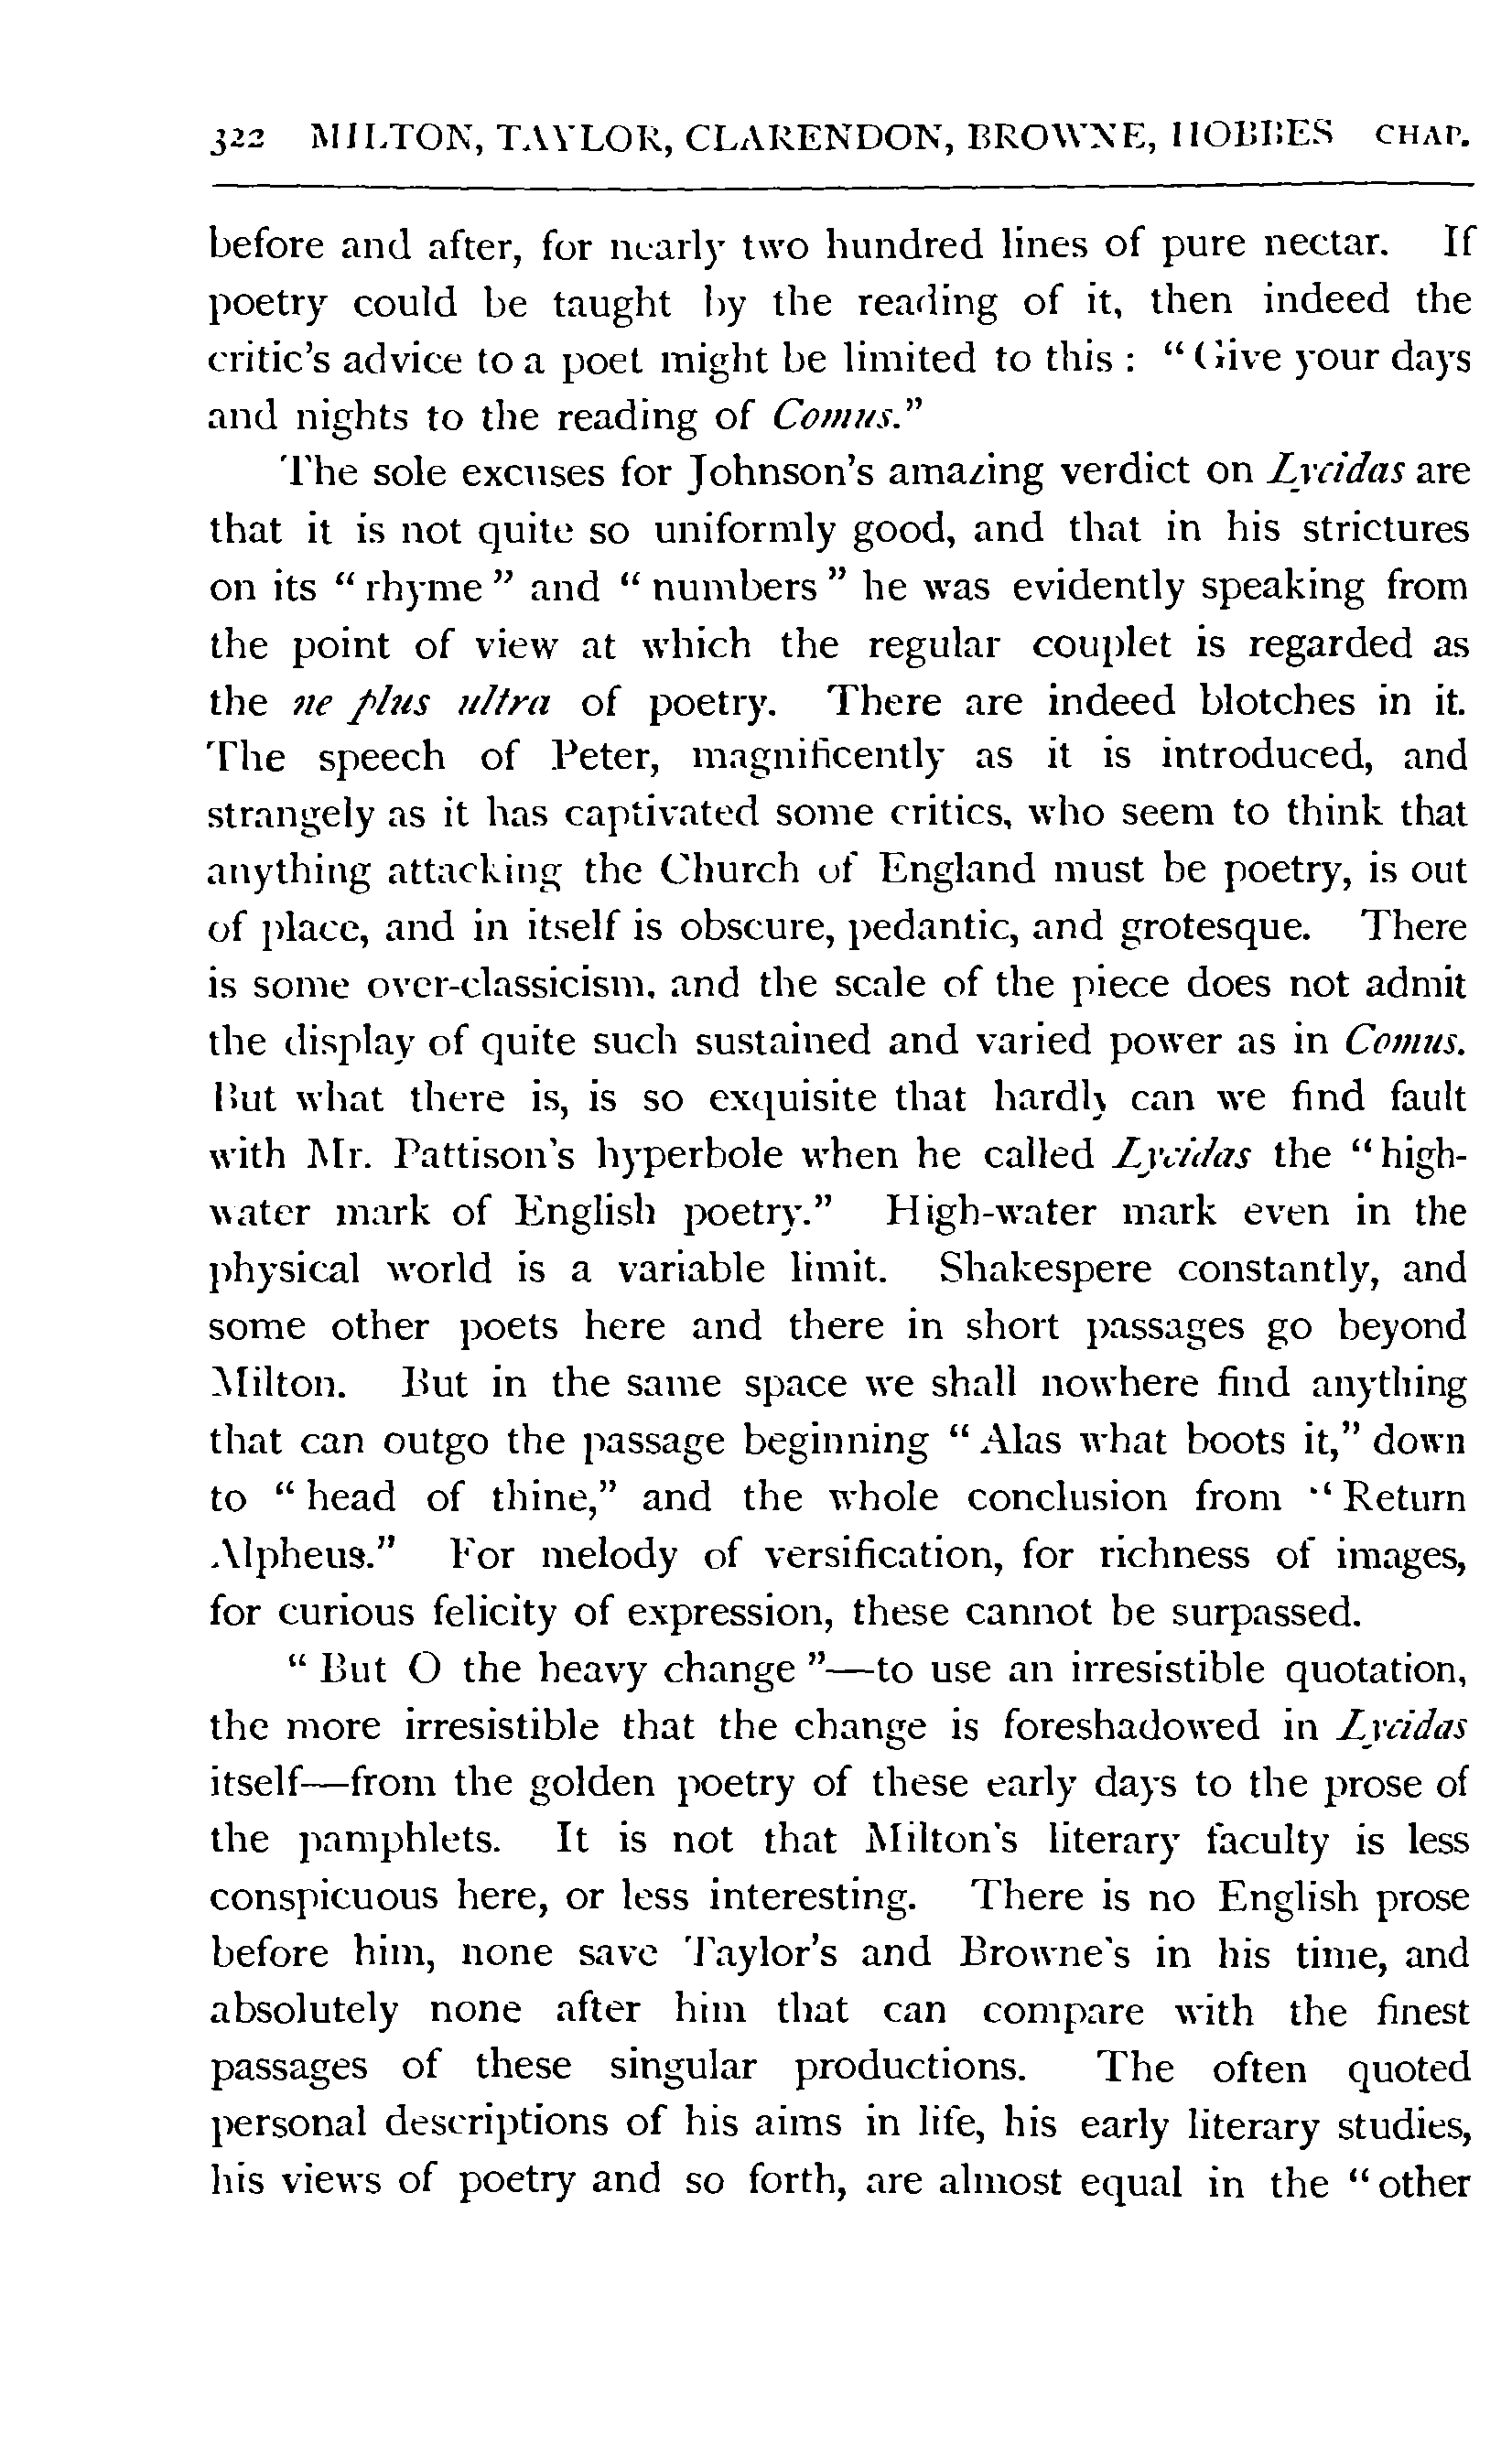 322 MILTON, TAYLOR, CLARENDON, BROWNE, HOBBES CHAP.
before and after, for nearly two hundred lines of pure nectar. If
poetry could be taught by the reading of it, then indeed the
critic's advice to a poet might be limited to this : “ Give your days
and nights to the reading of Comus.”
The sole excuses for Johnson's amazing verdict on Lycidas are
that it is not quite so uniformly good, and that in his strictures
on its “ rhyme ” and “ numbers ” he was evidently speaking from
the point of view at which the regular couplet is regarded as
the ne plus ultra of poetry. There are indeed blotches in it.
The speech of Peter, magnificently as it is introduced, and
strangely as it has captivated some critics, who seem to think that
anything attacking the Church of England must be poetry, is out
of place, and in itself is obscure, pedantic, and grotesque. There
is some over-classicism, and the scale of the piece does not admit
the display of quite such sustained and varied power as in Comus.
But what there is, is so exquisite that hardly can we find fault
with Mr. Pattison's hyperbole when he called Lycidas the “ high-
water mark of English poetry.” High-water mark even in the
physical world is a variable limit. Shakespere constantly, and
some other poets here and there in short passages go beyond
Milton. But in the same space we shall nowhere find anything
that can outgo the passage beginning “ Alas what boots it,” down
to “ head of thine,” and the whole conclusion from “ Return
Alpheus.” For melody of versification, for richness of images,
for curious felicity of expression, these cannot be surpassed.
“ But O the heavy change ”—to use an irresistible quotation,
the more irresistible that the change is foreshadowed in Lycidas
itself—from the golden poetry of these early days to the prose of
the pamphlets. It is not that Milton's literary faculty is less
conspicuous here, or less interesting. There is no English prose
before him, none save Taylor's and Browne's in his time, and
absolutely none after him that can compare with the finest
passages of these singular productions. The often quoted
personal descriptions of his aims in life, his early literary studies,
his views of poetry and so forth, are almost equal in the “ other